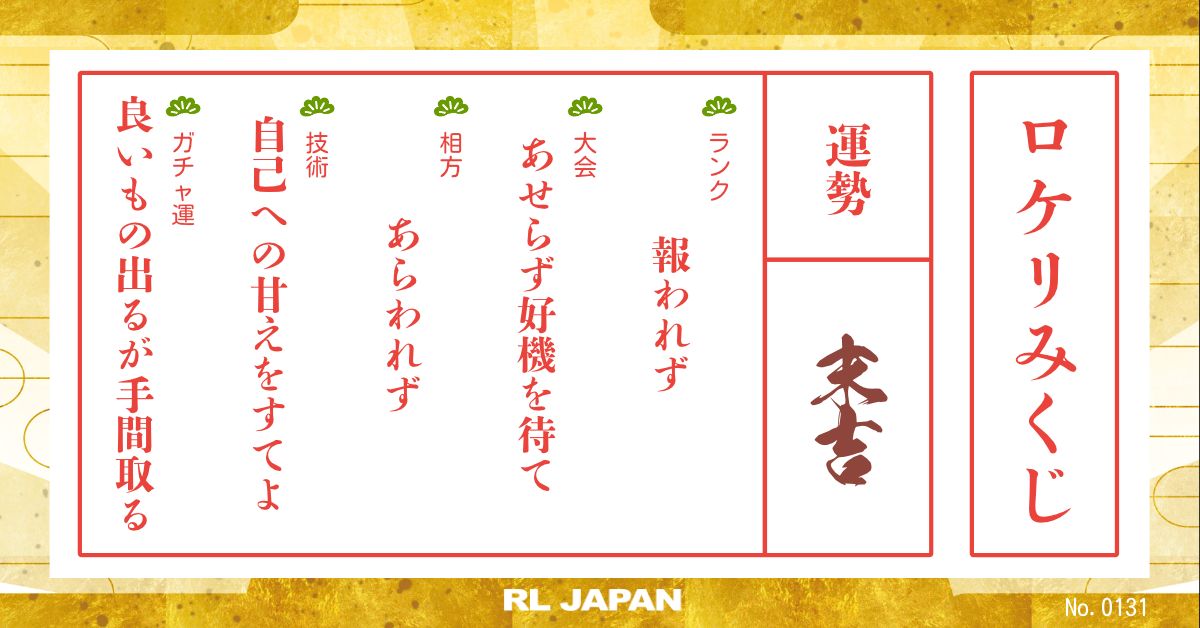 ロケリみくじ
運勢
末吉
ランク
報われず
大会
あせらず好機を待て
相方
あらわれず
技術
自己への甘えをすてよ
ガチャ運
良いもの出るが手間取る
RL JAPAN
No. 0131